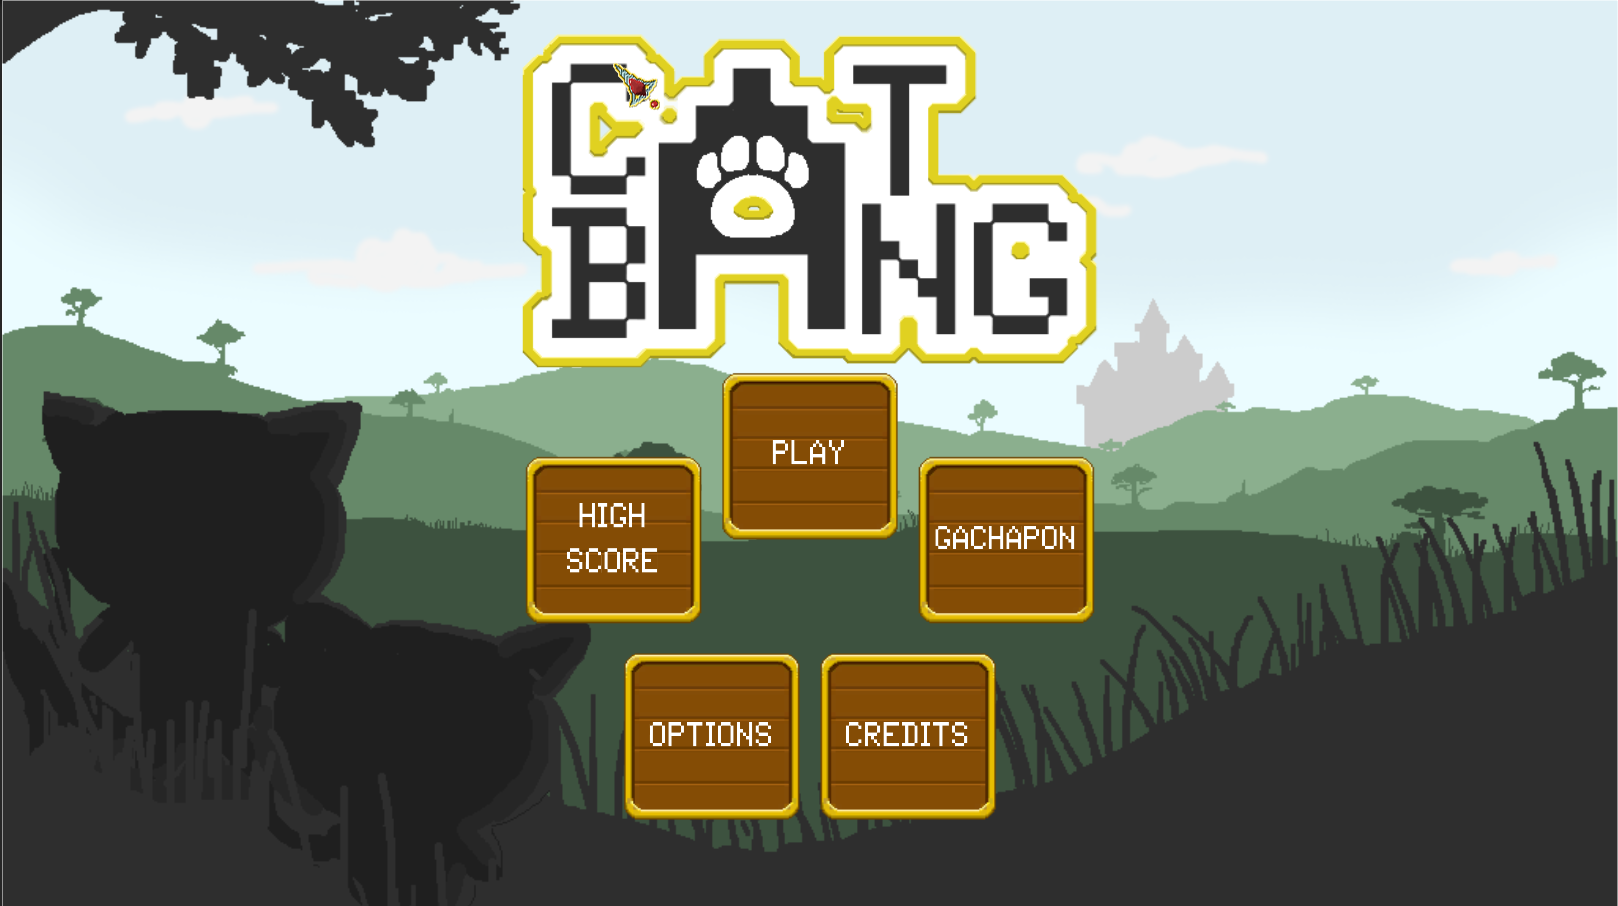 CAT
BANG
PLAY
HIGH
SCORE
GACHAPON
OPTIONS
CREDITS